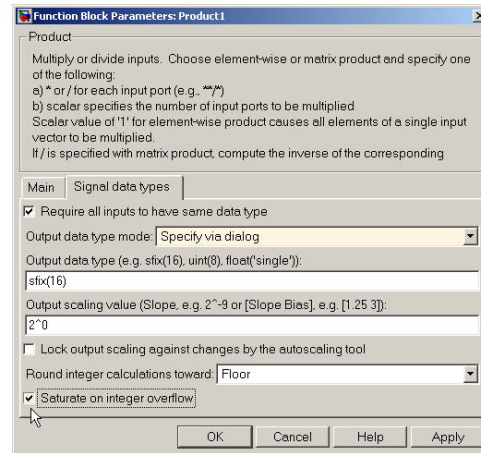 Function Block Parameters: Product1
Product
Multiply or divide inputs. Choose element-wise or matrix product and specify one
of the following:
a) * or / for each input port (e.g., **/*)
b) scalar specifies the number of input ports to be multiplied
Scalar value of '1' for element-wise product causes all elements of a single input
vector to be multiplied.
If / is specified with matrix product, compute the inverse of the corresponding
Main Signal data types
Require all inputs to have same data type
Output data type mode: Specify via dialog
Output data type (e.g. sfix(16), uint(8), float('single')):
sfix(16)
Output scaling value (Slope, e.g. 2^-9 or [Slope Bias], e.g. [1.25 3]):
2^0
Lock output scaling against changes by the autoscaling tool
Round integer calculations toward: Floor
Saturate on integer overflow
OK Cancel Help Apply